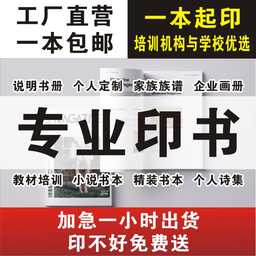 工厂直营
一本包邮
一本起印
培训机构与学校优选
说明书册 个人定制 家族族谱 企业画册
MAGAZINE
专业印书
教材培训 小说书本 精装书本 个人诗集
加急一小时出货
印不好免费送